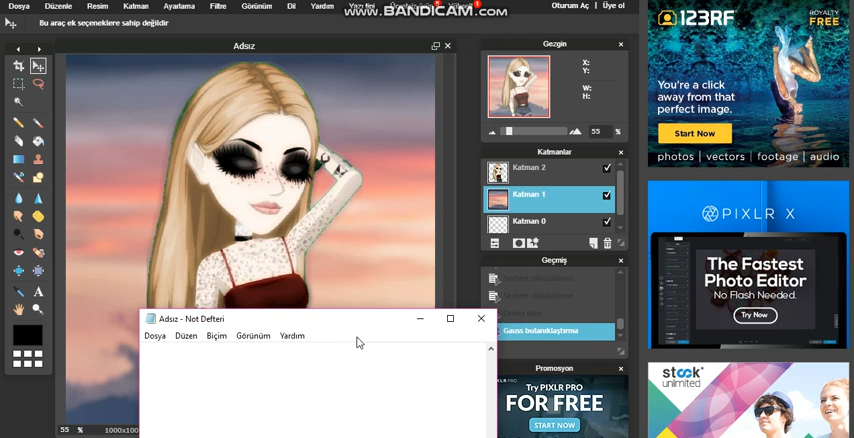 Dosya Düzenle Resim Katman Ayarlama Filtre Görünüm Dil Yardım
www.BANDICAM.com
Oturum Aç | Üye ol
Bu araç ek seçeneklere sahip değildir
Adsız
Gezgin
X:
Y:
W:
H:
55 %
Katmanlar
Katman 2
Katman 1
Katman 0
Geçmiş
Gauss bulanıklaştırma
Promosyon
PIXLR PRO
Try PIXLR PRO
FOR FREE
START NOW
55 %
Adsız - Not Defteri
Dosya Düzen Biçim Görünüm Yardım
123RF
ROYALTY
FREE
You're a click
away from that
perfect image.
Start Now
photos | vectors | footage | audio
PIXLR X
The Fastest
Photo Editor
No Flash Needed.
Try Now
stock
unlimited